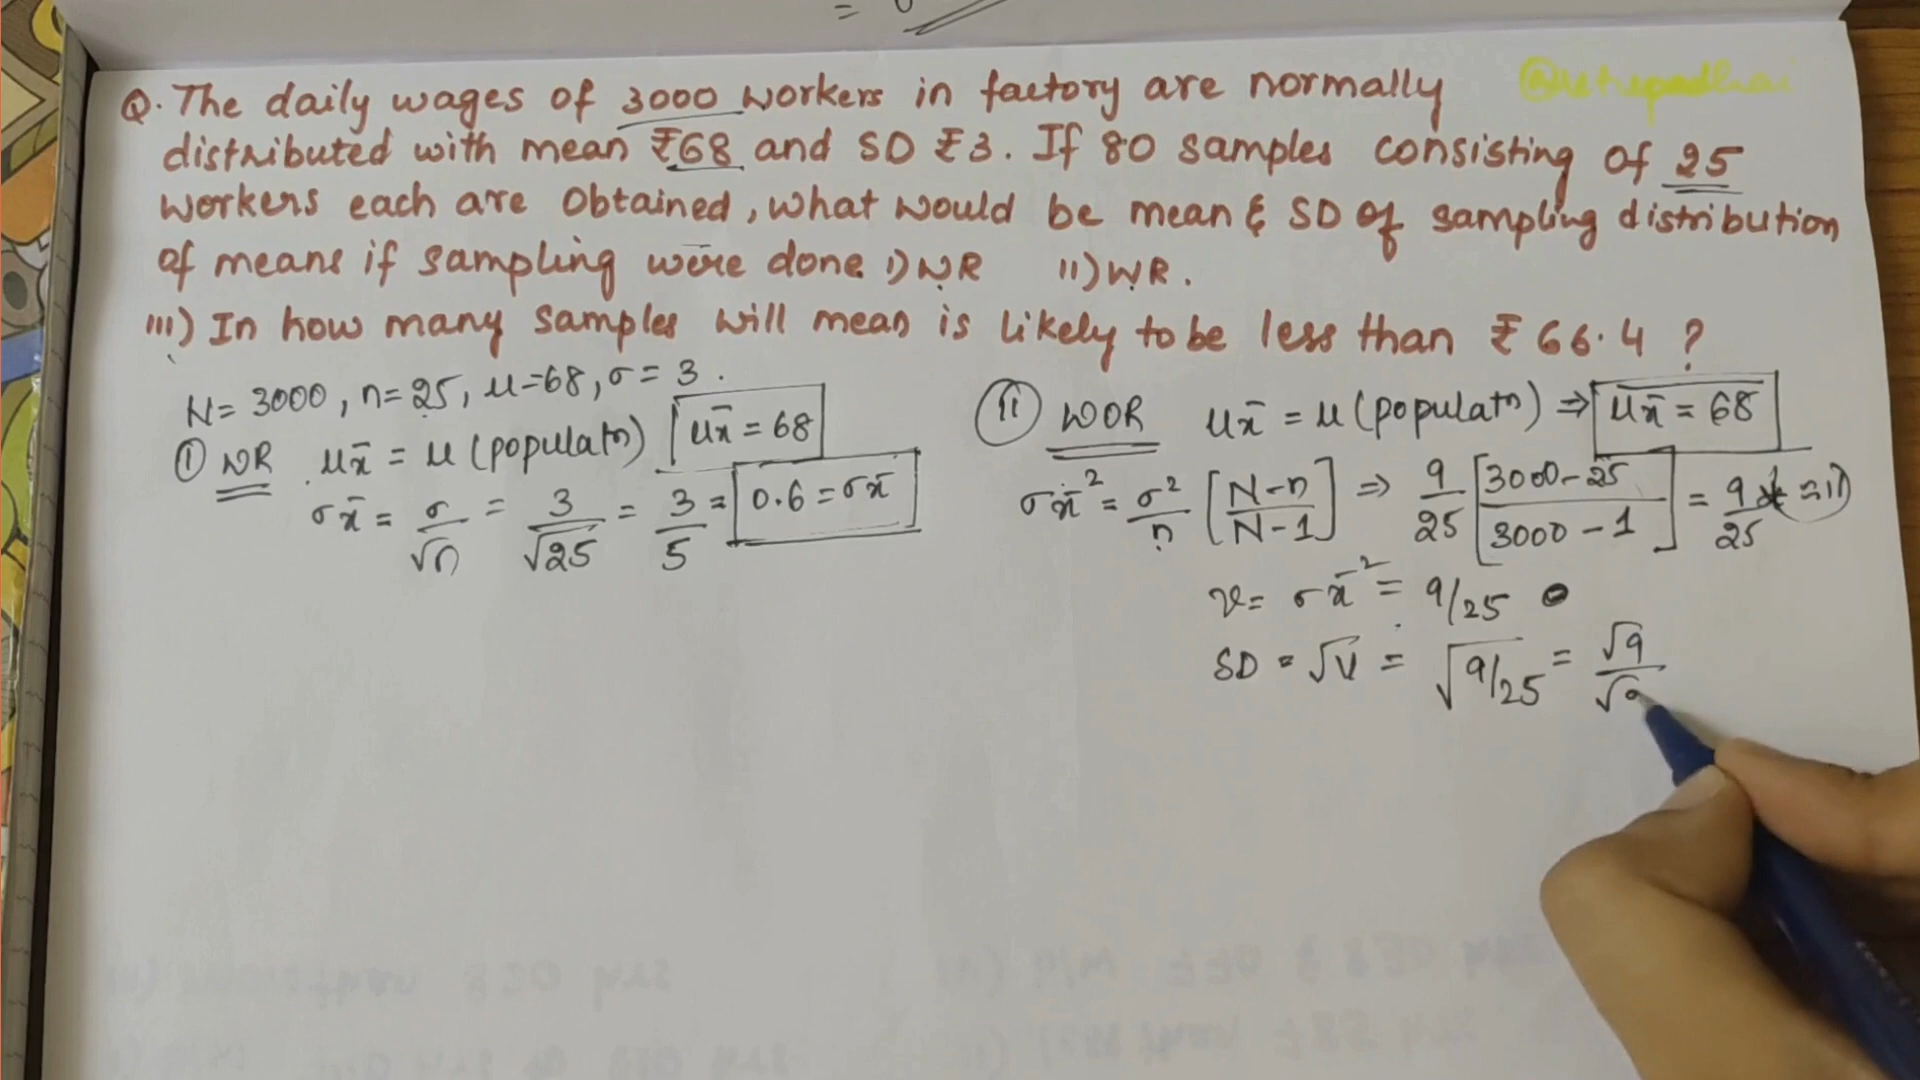 Q. The daily wages of 3000 workers in factory are normally
distributed with mean ₹68 and SD ₹3. If 80 samples consisting of 25
workers each are obtained, what would be mean & SD of sampling distribution
of means if sampling were done i) WR ii) WR.
iii) In how many samples will mean is likely to be less than ₹66.4 ?
N= 3000, n=25, μ=68, σ= 3.
① WR. μx̄ = μ (populatn) μx̄ = 68
σx̄ = σ/√n = 3/√25 = 3/5 = 0.6 = σx̄
ⅱ WOR μx̄ = μ (populatn) ⇒ μx̄ = 68
σx̄² = σ²/n [N-n/N-1] ⇒ 9/25 [3000-25/3000-1] = 9/25
V= σx̄² = 9/25
SD = √V = √9/25 = √9/√